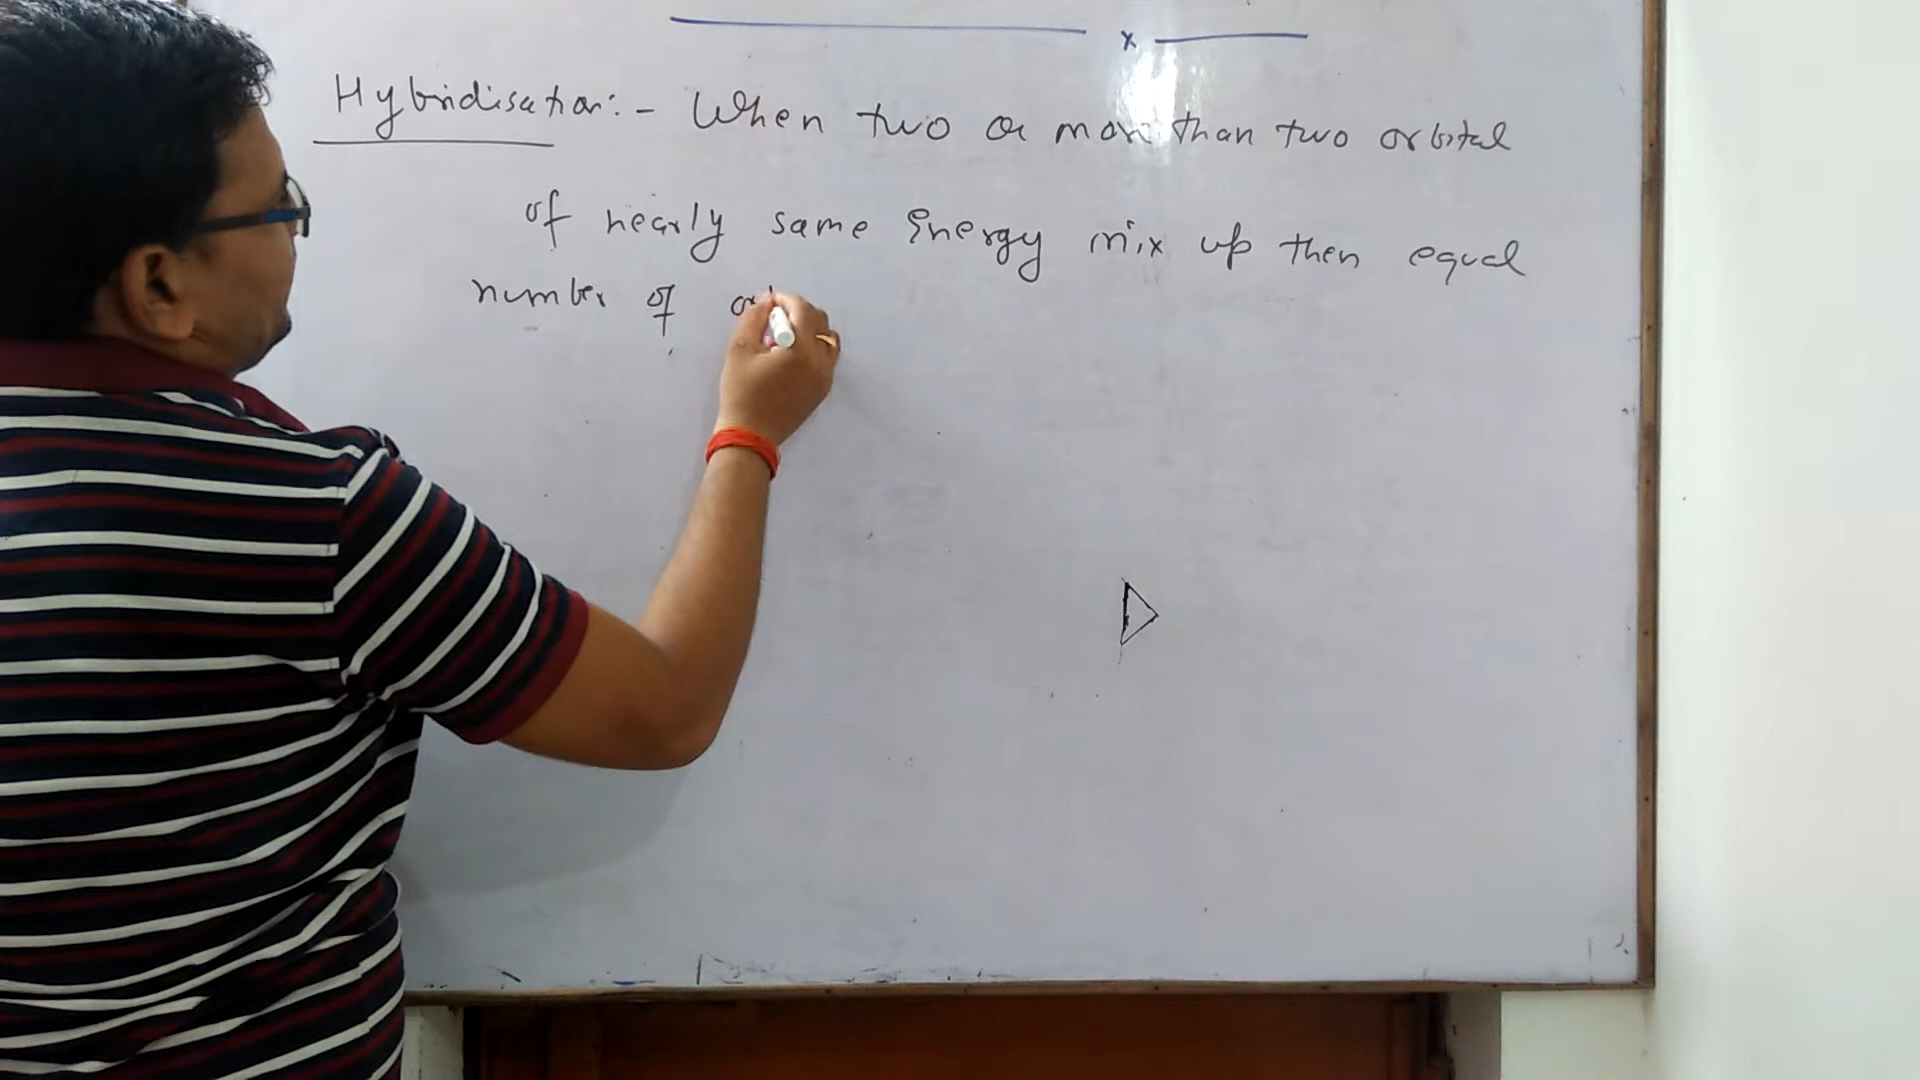 Hybridisation:- When two or more than two orbital
of nearly same Energy mix up then equal
number of